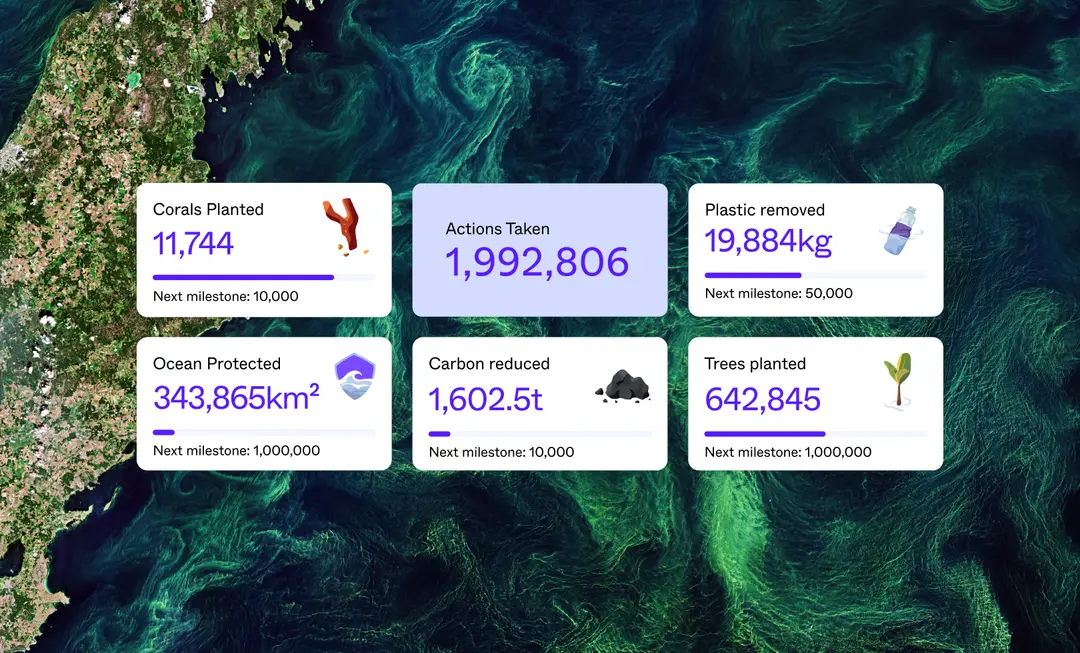 Corals Planted
11,744
Next milestone: 10,000
Actions Taken
1,992,806
Plastic removed
19,884kg
Next milestone: 50,000
Ocean Protected
343,865km²
Next milestone: 1,000,000
Carbon reduced
1,602.5t
Next milestone: 10,000
Trees planted
642,845
Next milestone: 1,000,000